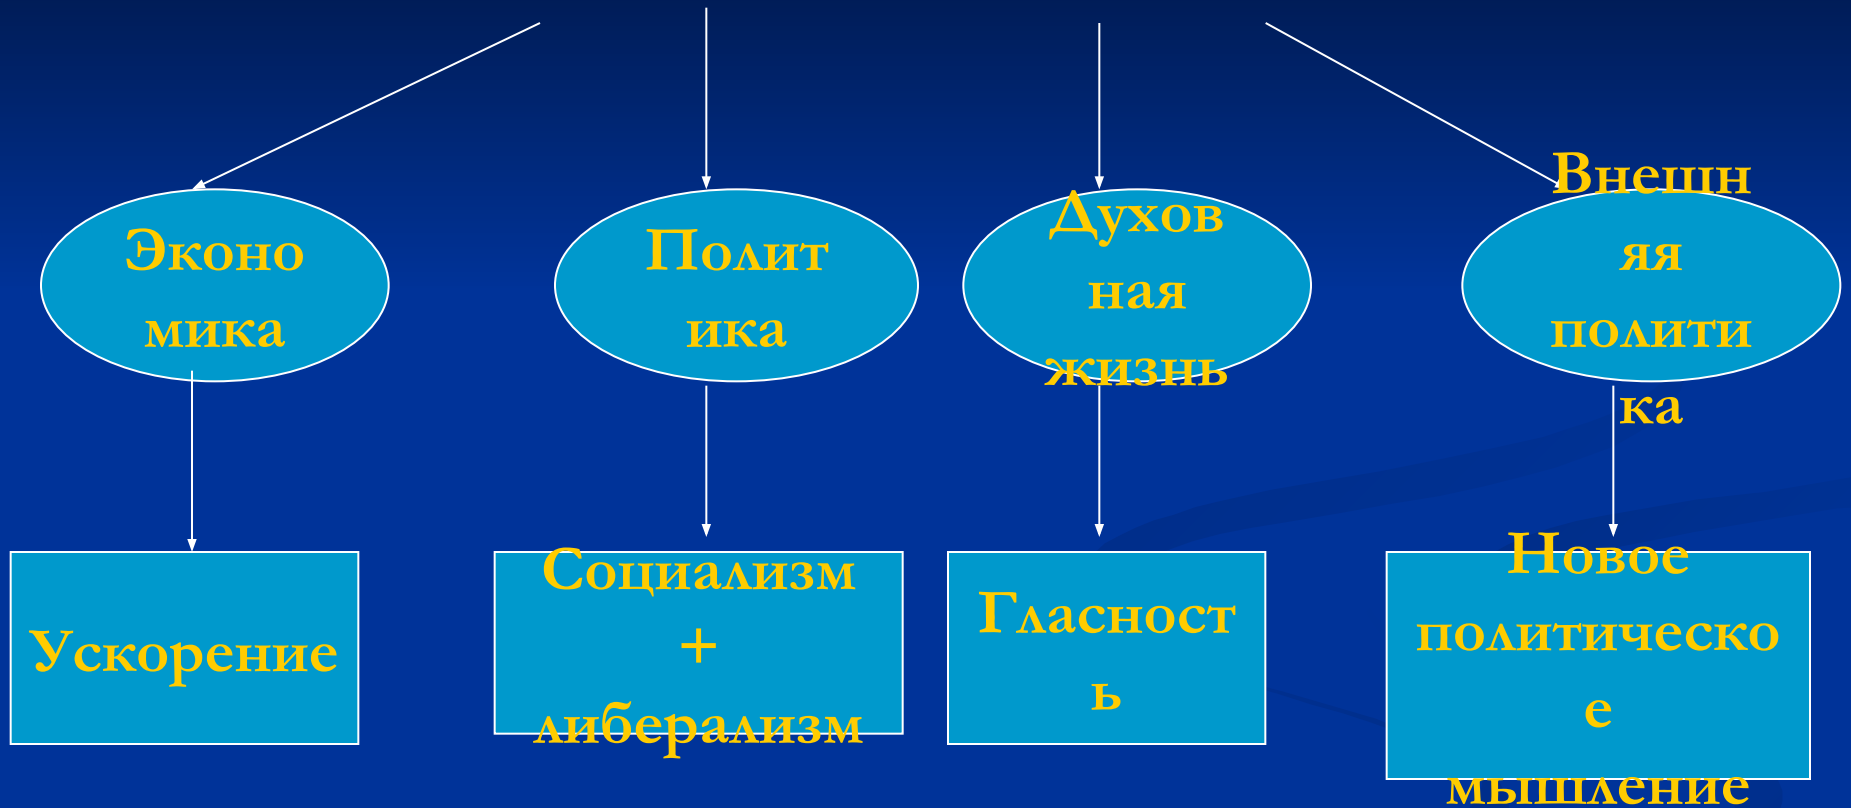 Эконо
мика
Полит
ика
Духов
ная
жизнь
Внешн
яя
полити
ка
Ускорение
Социализм
+
либерализм
Гласност
ь
Новое
политическо
е
мышление